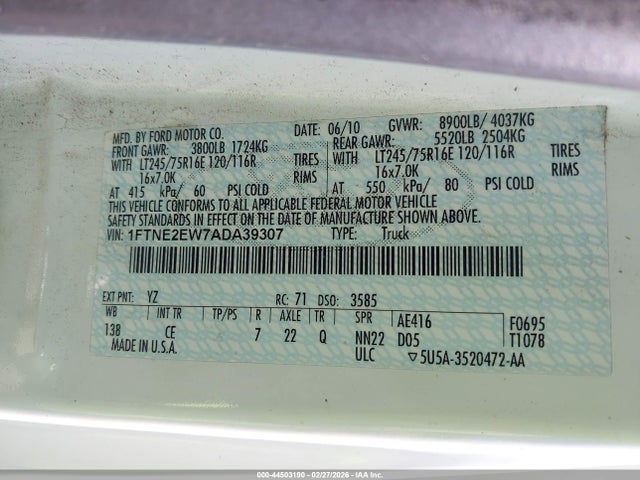 MFD. BY FORD MOTOR CO. DATE: 06/10 GVWR: 8900LB/ 4037KG
FRONT GAWR: 3800LB 1724KG REAR GAWR: 5520LB 2504KG
WITH LT245/75R16E 120/116R TIRES WITH LT245/75R16E 120/116R TIRES
16x7.0K RIMS 16x7.0K RIMS
AT 415 kPa/ 60 PSI COLD AT 550 kPa/ 80 PSI COLD
THIS VEHICLE CONFORMS TO ALL APPLICABLE FEDERAL MOTOR VEHICLE
SAFETY STANDARDS IN EFFECT ON THE DATE OF MANUFACTURE SHOWN ABOVE.
VIN: 1FTNE2EW7ADA39307 TYPE: Truck
EXT PNT: YZ RC: 71 DSO: 3585
WB INT TR TP/PS R AXLE TR SPR AE416 F0695
138 CE 7 22 Q NN22 D05 T1078
MADE IN U.S.A. ULC ▽5U5A-3520472-AA
000-44503190 - 02/27/2026 - IAA Inc.